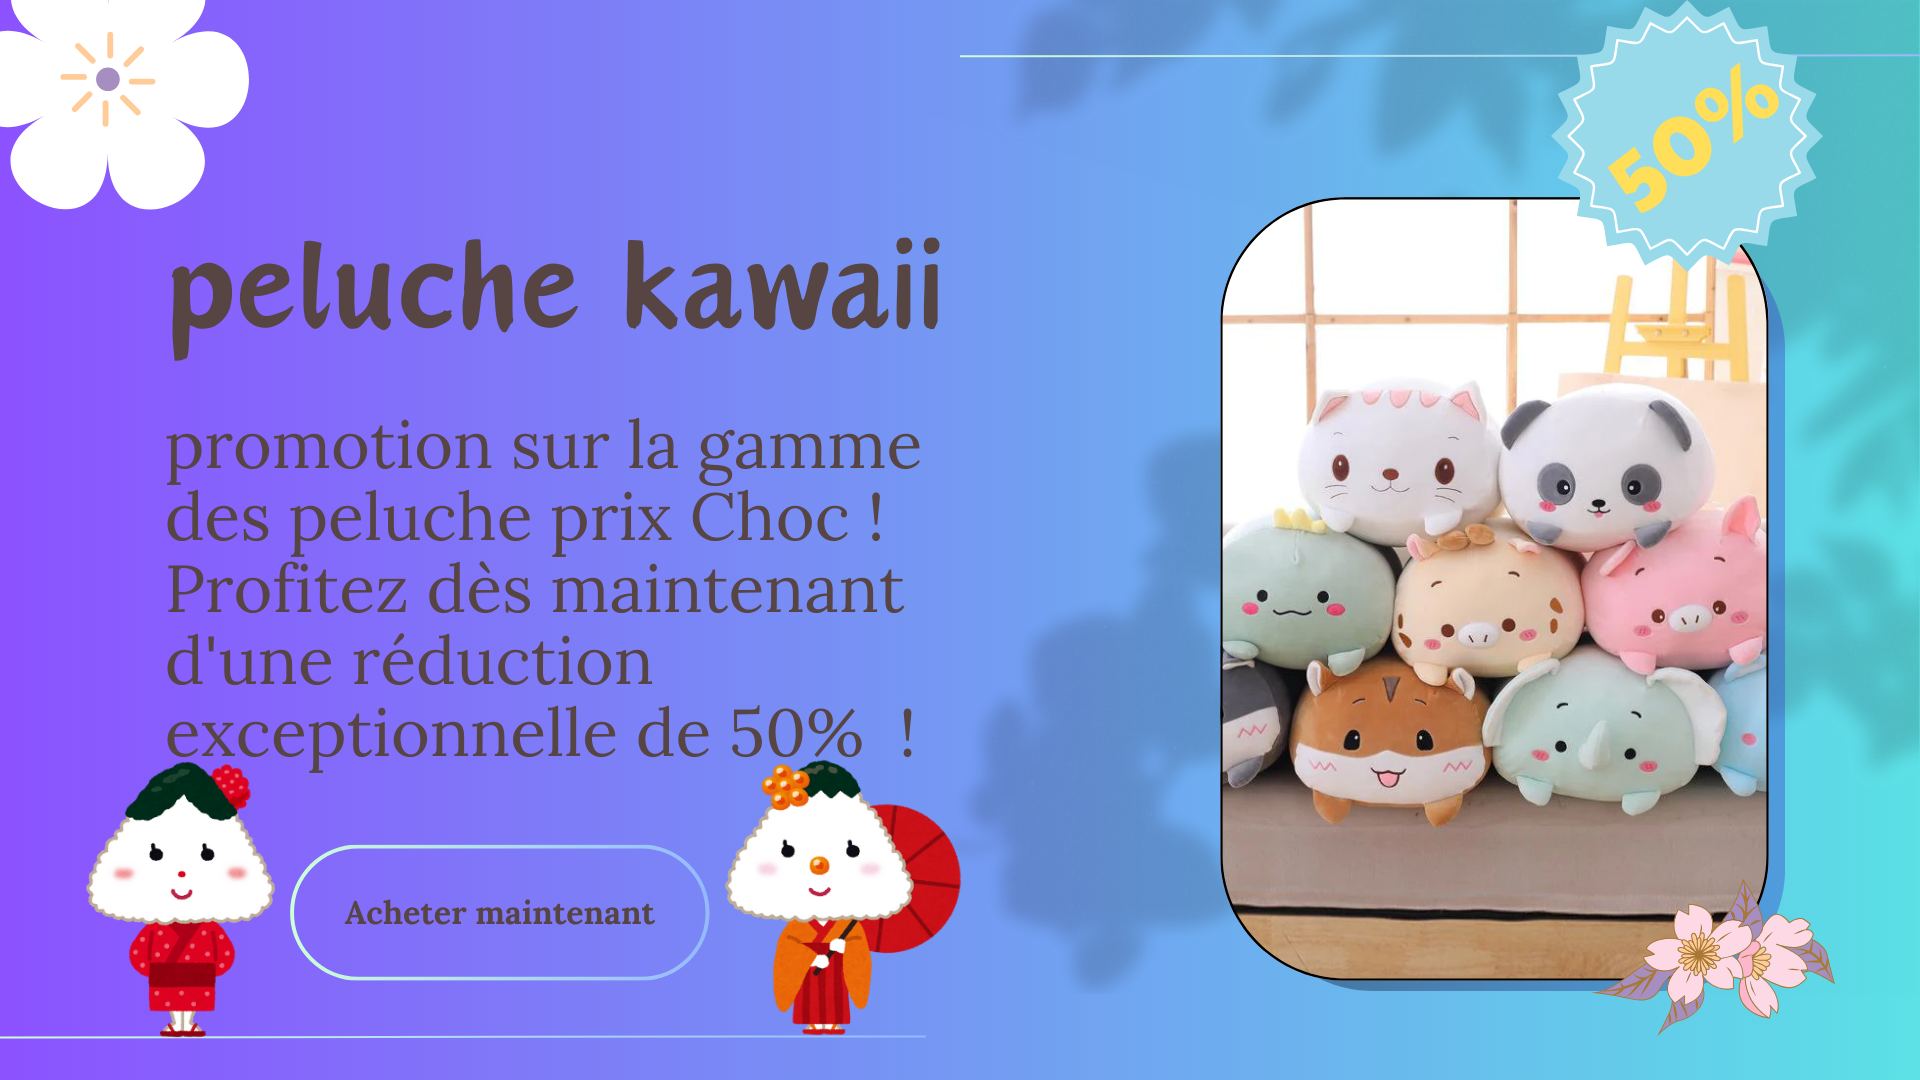 50%
peluche kawaii
promotion sur la gamme
des peluche prix Choc !
Profitez dès maintenant
d'une réduction
exceptionnelle de 50%  !
Acheter maintenant